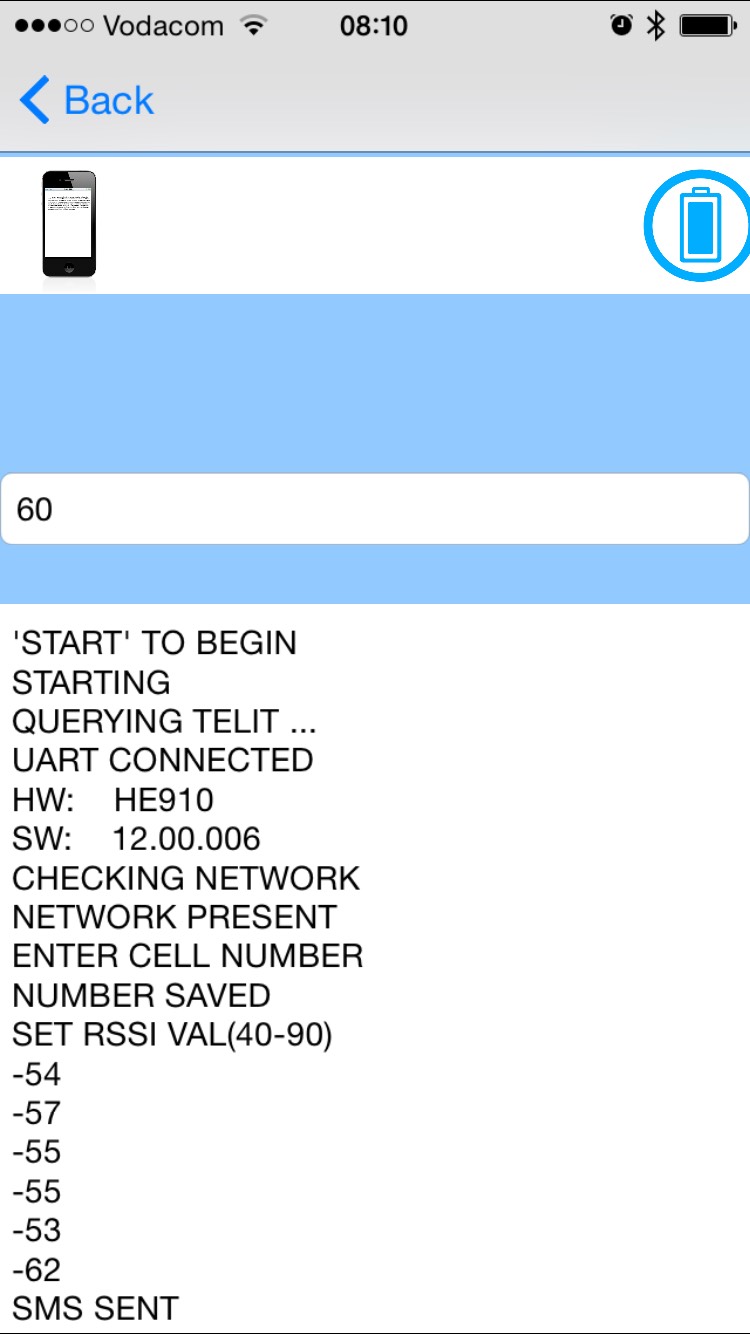 Vodacom 08:10
Back
60
'START' TO BEGIN
STARTING
QUERYING TELIT ...
UART CONNECTED
HW: HE910
SW: 12.00.006
CHECKING NETWORK
NETWORK PRESENT
ENTER CELL NUMBER
NUMBER SAVED
SET RSSI VAL(40-90)
-54
-57
-55
-55
-53
-62
SMS SENT